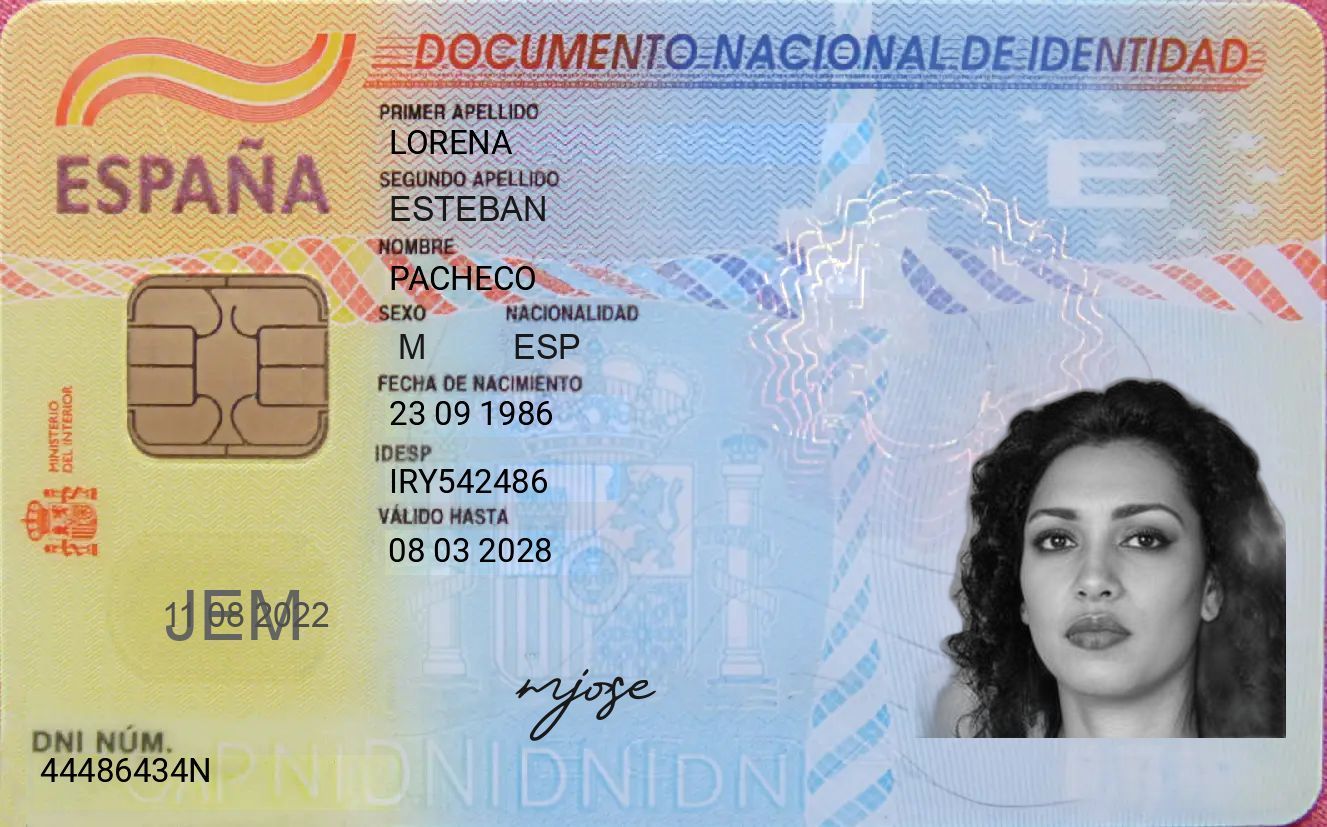 DOCUMENTO NACIONAL DE IDENTIDAD
ESPAÑA
PRIMER APELLIDO
LORENA
SEGUNDO APELLIDO
ESTEBAN
NOMBRE
PACHECO
SEXO NACIONALIDAD
M ESP
FECHA DE NACIMIENTO
23 09 1986
IDESP
IRY542486
VÁLIDO HASTA
08 03 2028
MINISTERIO
DEL INTERIOR
E
JEM
11 08 2022
mjose
DNI NÚM.
44486434N